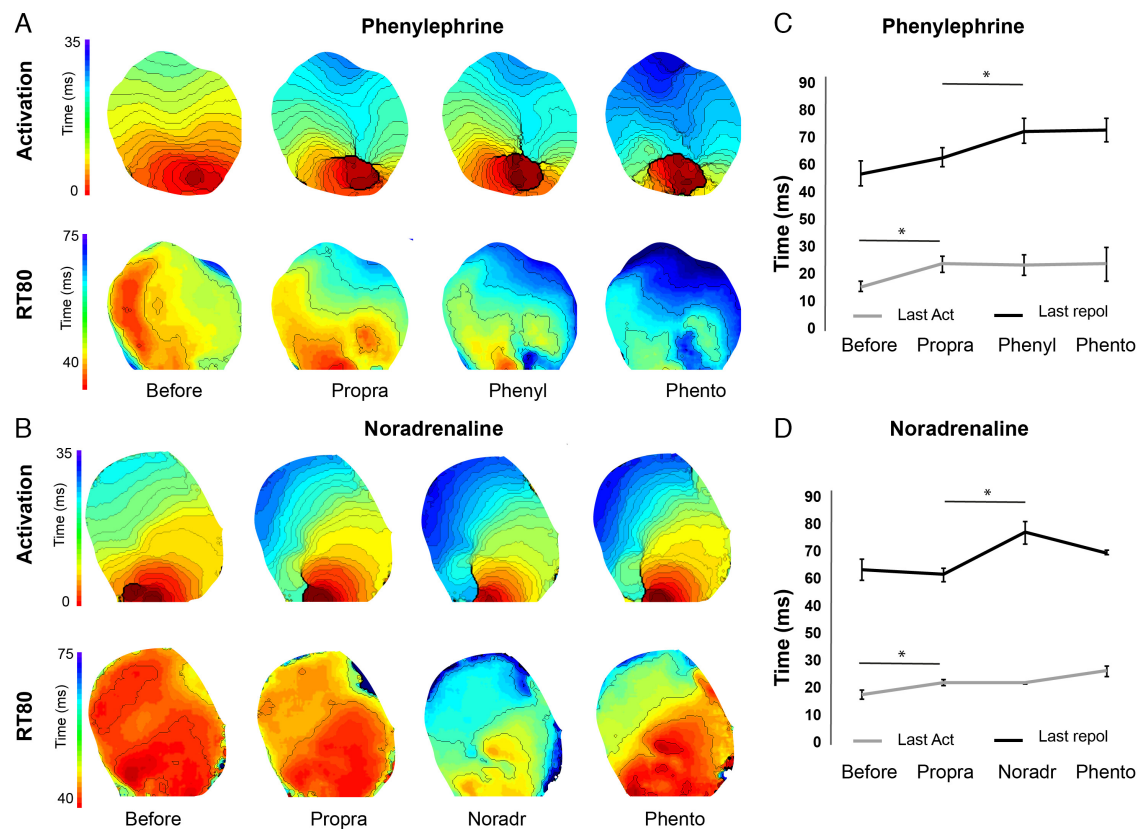 A
Phenylephrine
Activation
Time (ms)
35
0
RT80
Time (ms)
75
40
Before
Propra
Phenyl
Phento
B
Noradrenaline
Activation
Time (ms)
35
0
RT80
Time (ms)
75
40
Before
Propra
Noradr
Phento
C
Phenylephrine
Time (ms)
90
80
70
60
40
50
30
20
10
0
*
*
Last Act
Last repol
Before
Propra
Phenyl
Phento
D
Noradrenaline
Time (ms)
90
80
70
60
40
50
30
20
10
0
*
*
Last Act
Last repol
Before
Propra
Noradr
Phento